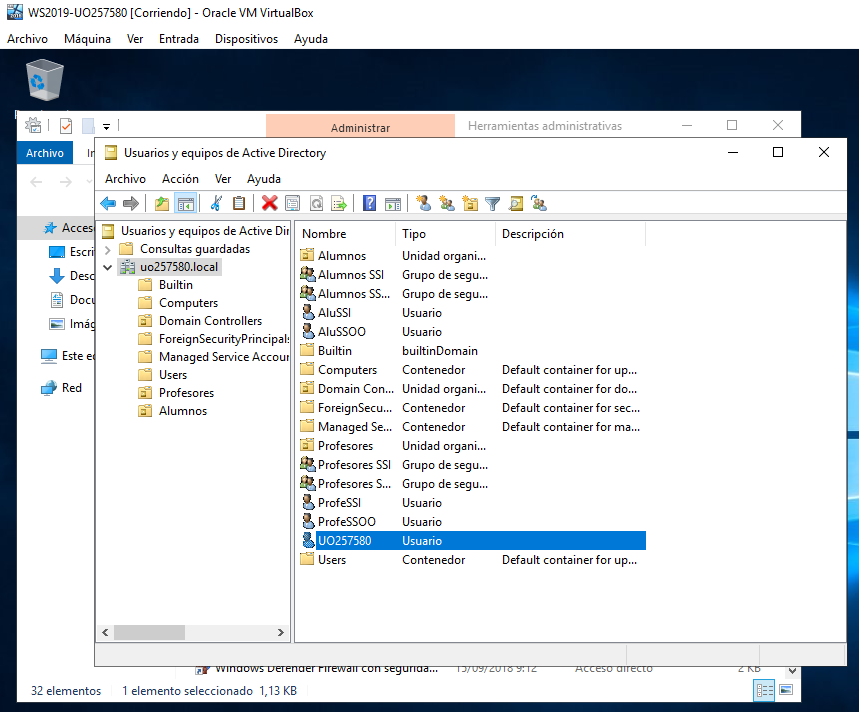 WS2019-UO257580 [Corriendo] - Oracle VM VirtualBox
Archivo Máquina Ver Entrada Dispositivos Ayuda
Administrar Herramientas administrativas
Archivo
Usuarios y equipos de Active Directory
Archivo Acción Ver Ayuda
Acces
Escri
Desc
Docu
Imág
Este e
Red
Usuarios y equipos de Active Dir
Consultas guardadas
uo257580.local
Builtin
Computers
Domain Controllers
ForeignSecurityPrincipals
Managed Service Accour
Users
Profesores
Alumnos
Nombre Tipo Descripción
Alumnos Unidad organi...
Alumnos SSI Grupo de segu...
Alumnos SS... Grupo de segu...
AluSSI Usuario
AluSSOO Usuario
Builtin builtinDomain
Computers Contenedor Default container for up...
Domain Con... Unidad organi... Default container for do...
ForeignSecu... Contenedor Default container for sec...
Managed Se... Contenedor Default container for ma...
Profesores Unidad organi...
Profesores SSI Grupo de segu...
Profesores S... Grupo de segu...
ProfeSSI Usuario
ProfeSSOO Usuario
UO257580 Usuario
Users Contenedor Default container for up...
Windows Defender Firewall con segurida... 15/09/2018 9:12 Acceso directo 2 KB
32 elementos 1 elemento seleccionado 1,13 KB